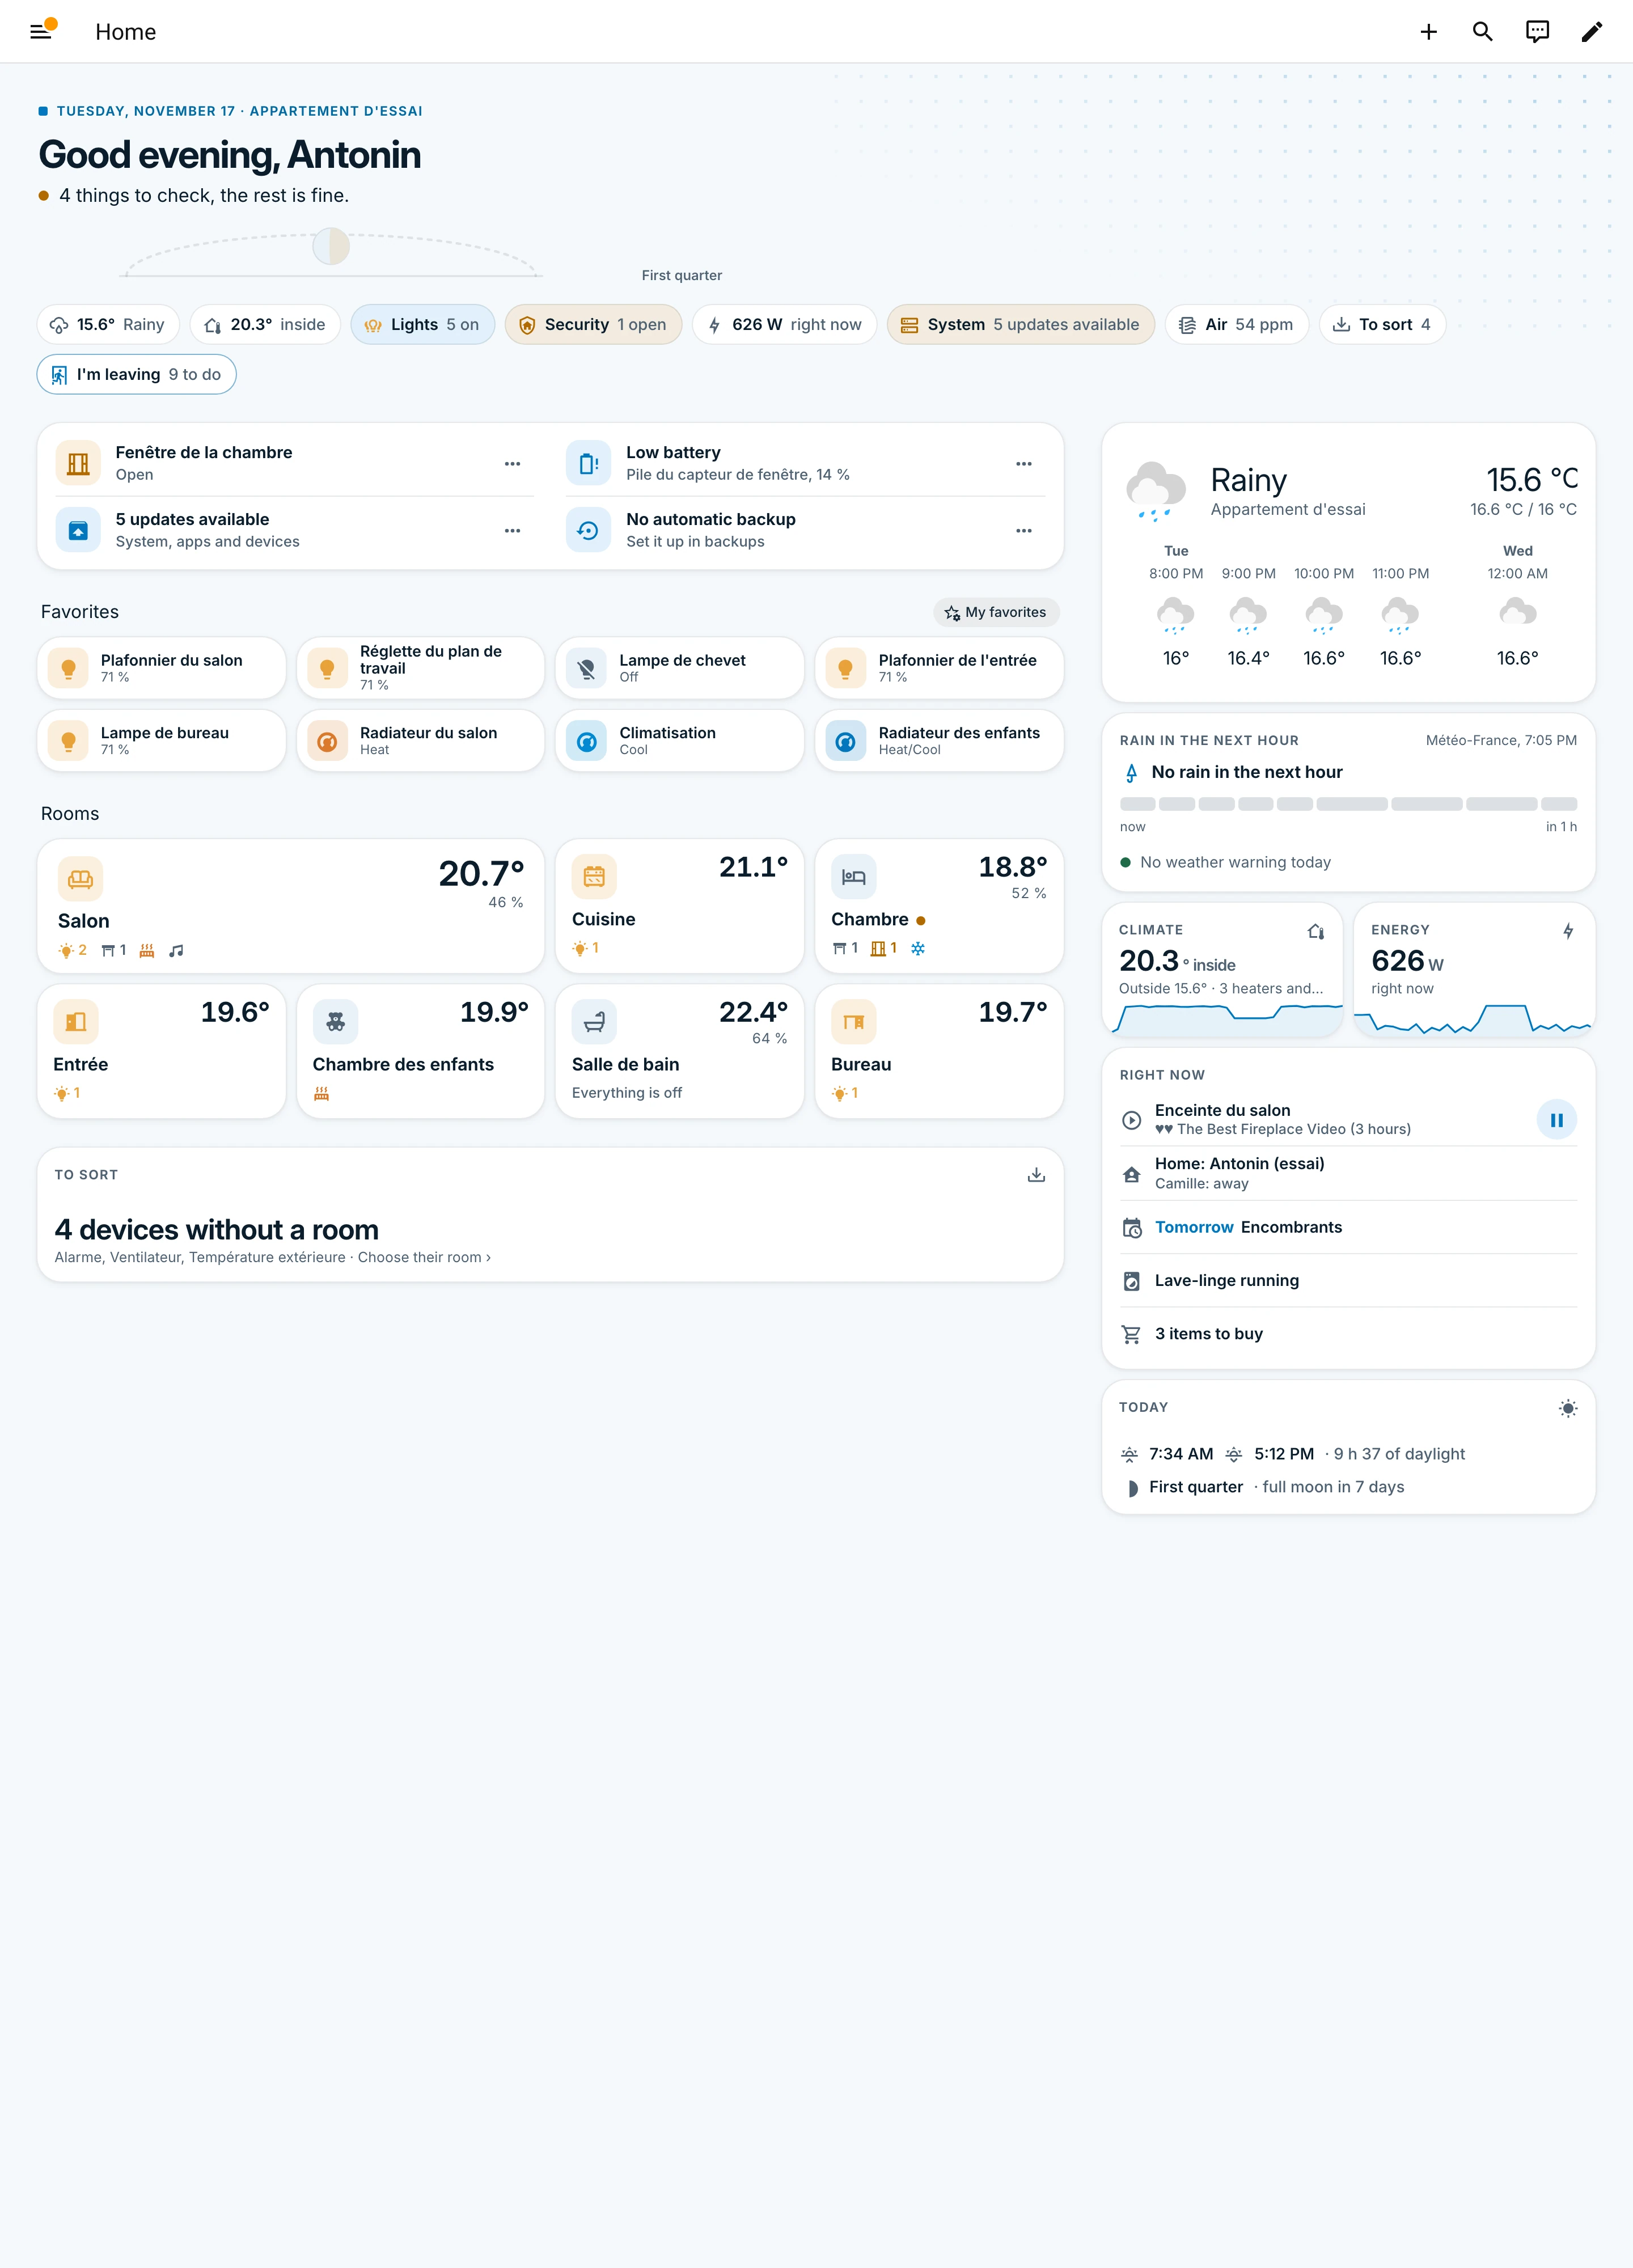 Home
TUESDAY, NOVEMBER 17 · APPARTEMENT D'ESSAI
Good evening, Antonin
4 things to check, the rest is fine.
First quarter
15.6° Rainy
20.3° inside
Lights 5 on
Security 1 open
626 W right now
System 5 updates available
Air 54 ppm
To sort 4
I'm leaving 9 to do
Fenêtre de la chambre
Open
Low battery
Pile du capteur de fenêtre, 14 %
5 updates available
System, apps and devices
No automatic backup
Set it up in backups
Favorites
My favorites
Plafonnier du salon
71 %
Réglette du plan de
travail
71 %
Lampe de chevet
Off
Plafonnier de l'entrée
71 %
Lampe de bureau
71 %
Radiateur du salon
Heat
Climatisation
Cool
Radiateur des enfants
Heat/Cool
Rooms
20.7°
46 %
Salon
2 1
21.1°
Cuisine
1
18.8°
52 %
Chambre
1 1
19.6°
Entrée
1
19.9°
Chambre des enfants
22.4°
64 %
Salle de bain
Everything is off
19.7°
Bureau
1
TO SORT
4 devices without a room
Alarme, Ventilateur, Température extérieure · Choose their room ›
Rainy
Appartement d'essai
15.6 °C
16.6 °C / 16 °C
Tue Wed
8:00 PM 9:00 PM 10:00 PM 11:00 PM 12:00 AM
16° 16.4° 16.6° 16.6° 16.6°
RAIN IN THE NEXT HOUR
Météo-France, 7:05 PM
No rain in the next hour
now in 1 h
No weather warning today
CLIMATE
20.3 ° inside
Outside 15.6° · 3 heaters and...
ENERGY
626 W
right now
RIGHT NOW
Enceinte du salon
♥♥ The Best Fireplace Video (3 hours)
Home: Antonin (essai)
Camille: away
Tomorrow Encombrants
Lave-linge running
3 items to buy
TODAY
7:34 AM 5:12 PM · 9 h 37 of daylight
First quarter · full moon in 7 days